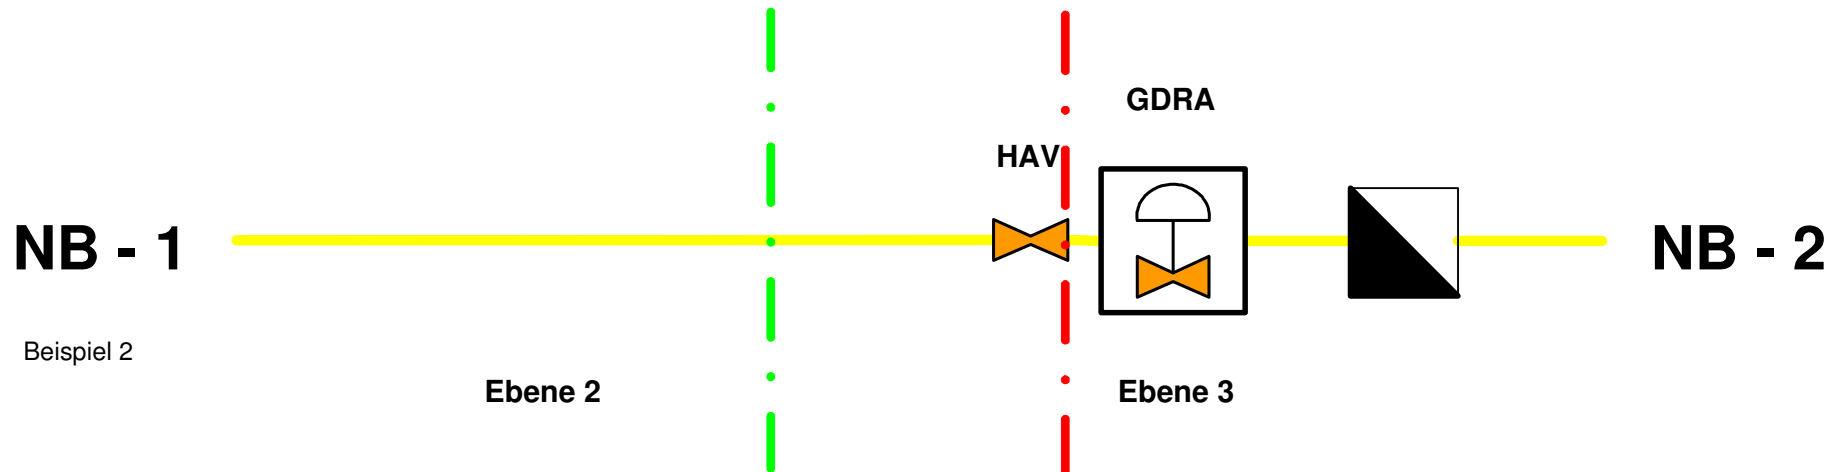 GDRA
HAV
NB - 1
NB - 2
Beispiel 2
Ebene 2
Ebene 3